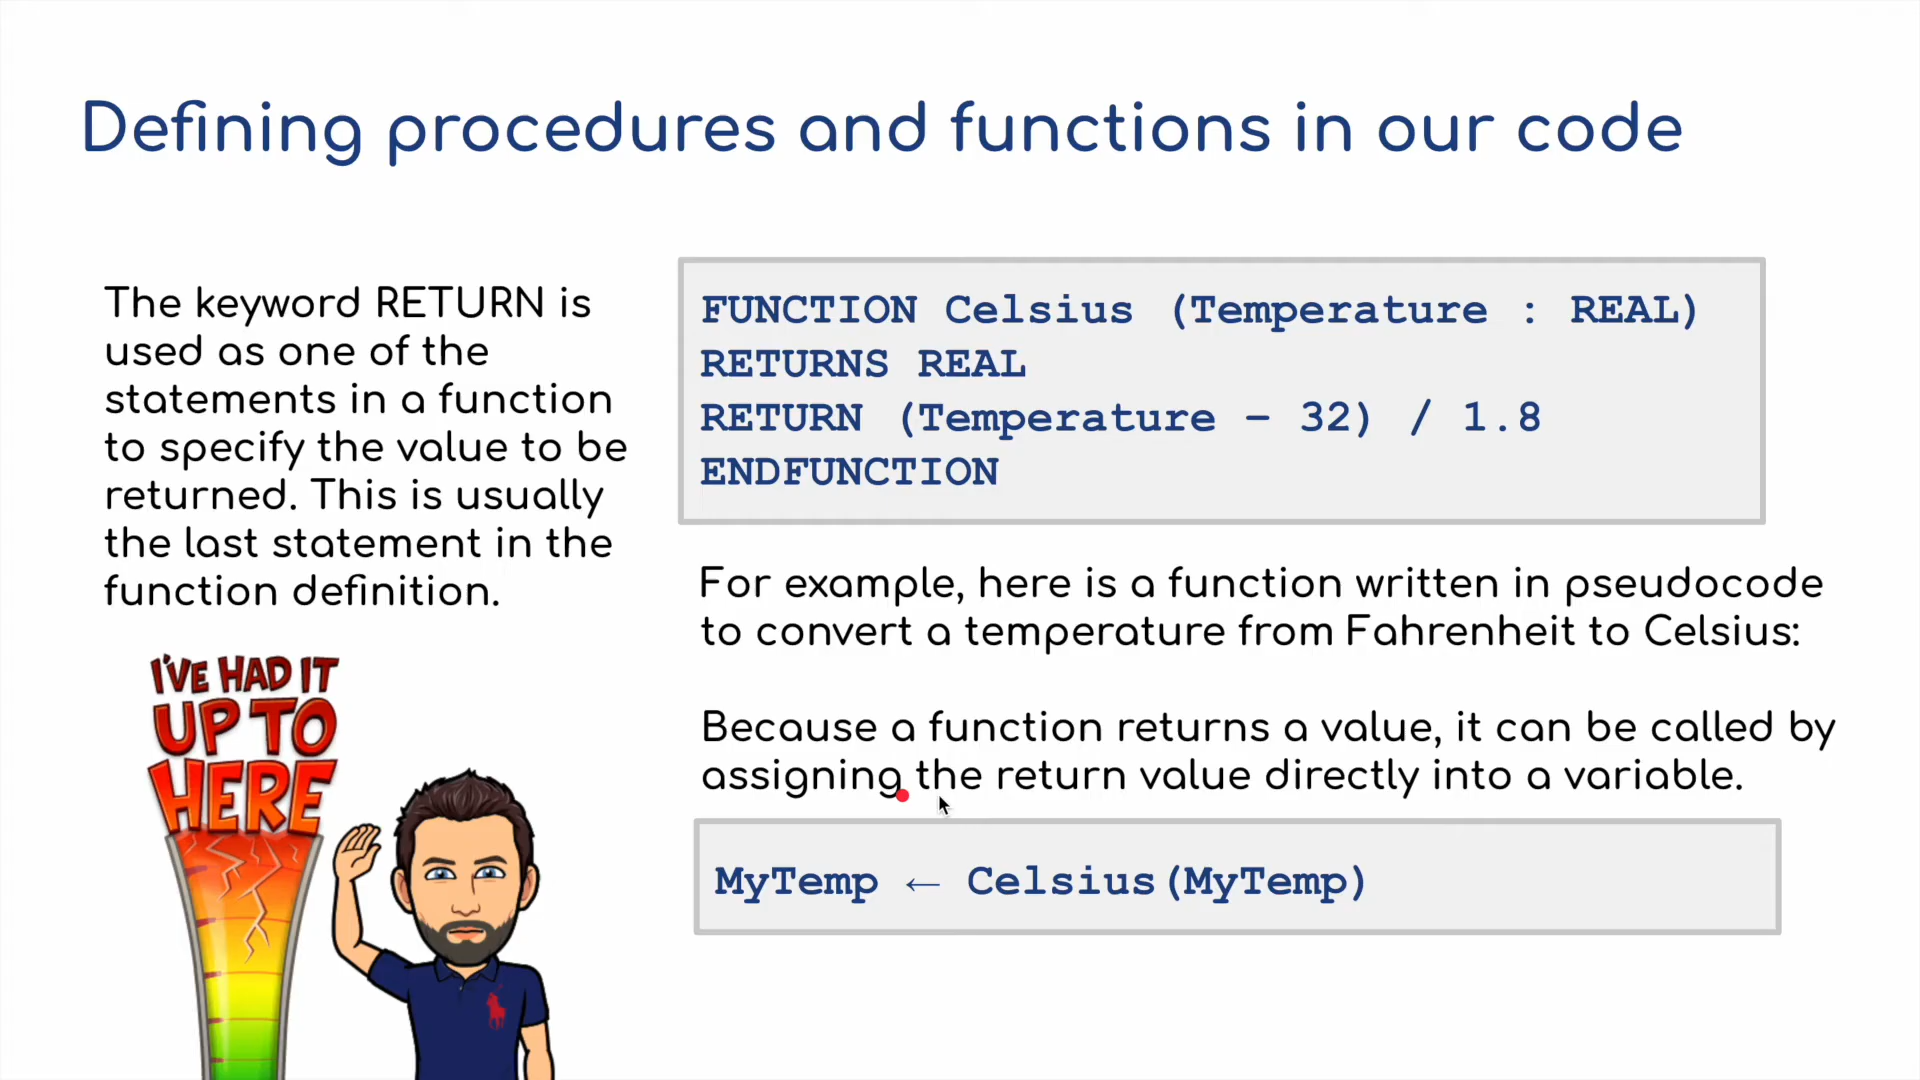 Defining procedures and functions in our code
The keyword RETURN is
used as one of the
statements in a function
to specify the value to be
returned. This is usually
the last statement in the
function definition.
FUNCTION Celsius (Temperature : REAL)
RETURNS REAL
RETURN (Temperature – 32) / 1.8
ENDFUNCTION
For example, here is a function written in pseudocode
to convert a temperature from Fahrenheit to Celsius:
Because a function returns a value, it can be called by
assigning the return value directly into a variable.
MyTemp ← Celsius(MyTemp)
I'VE HAD IT
UP TO
HERE